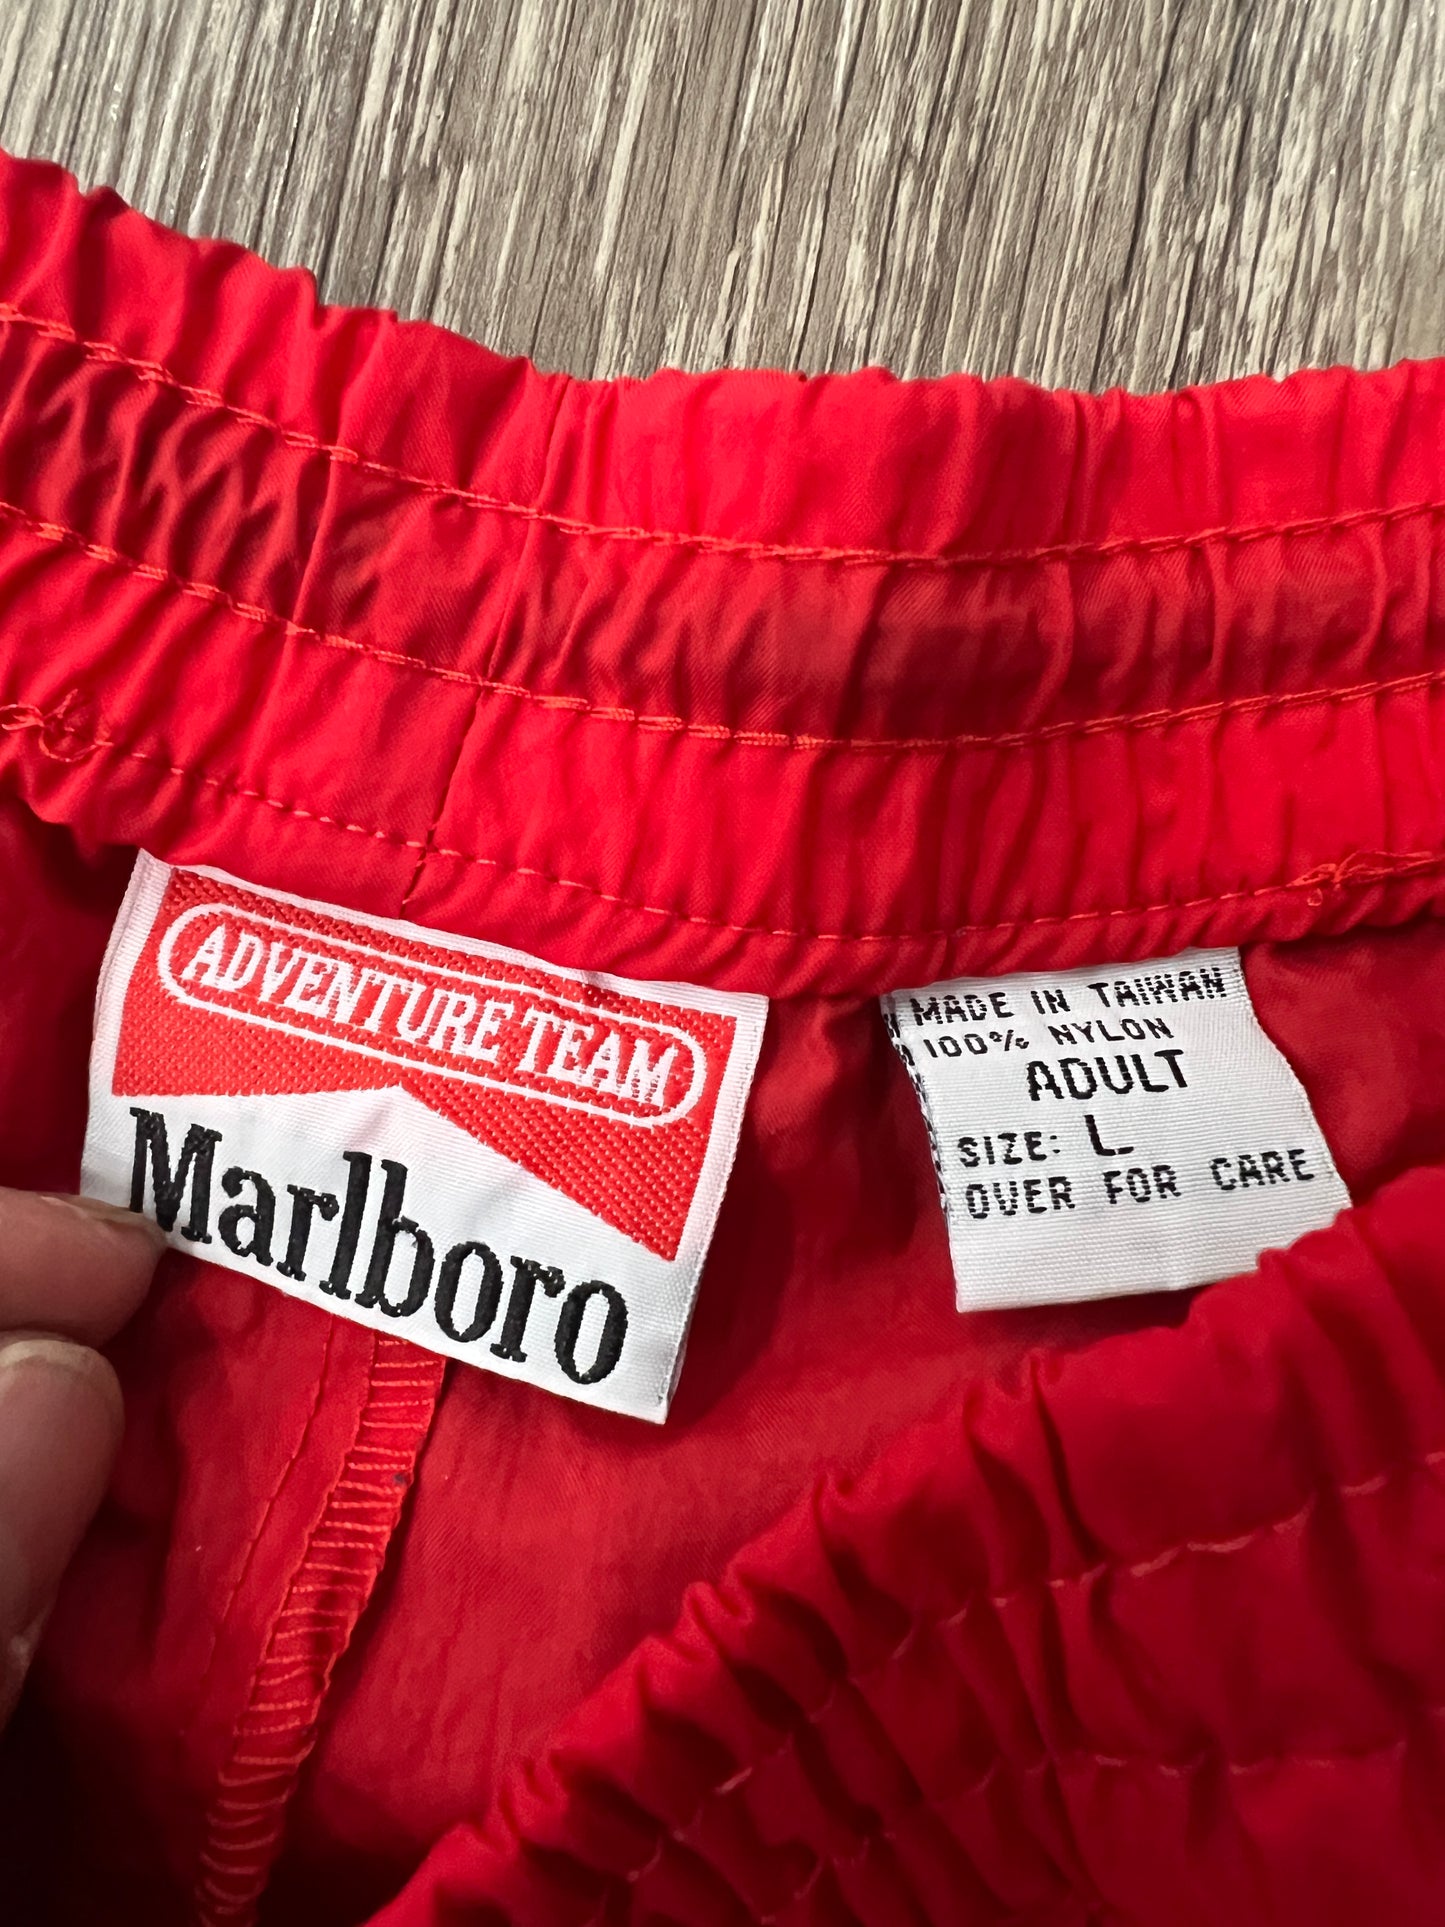 ADVENTURE TEAM
Marlboro
MADE IN TAIWAN
100% NYLON
ADULT
SIZE: L
OVER FOR CARE